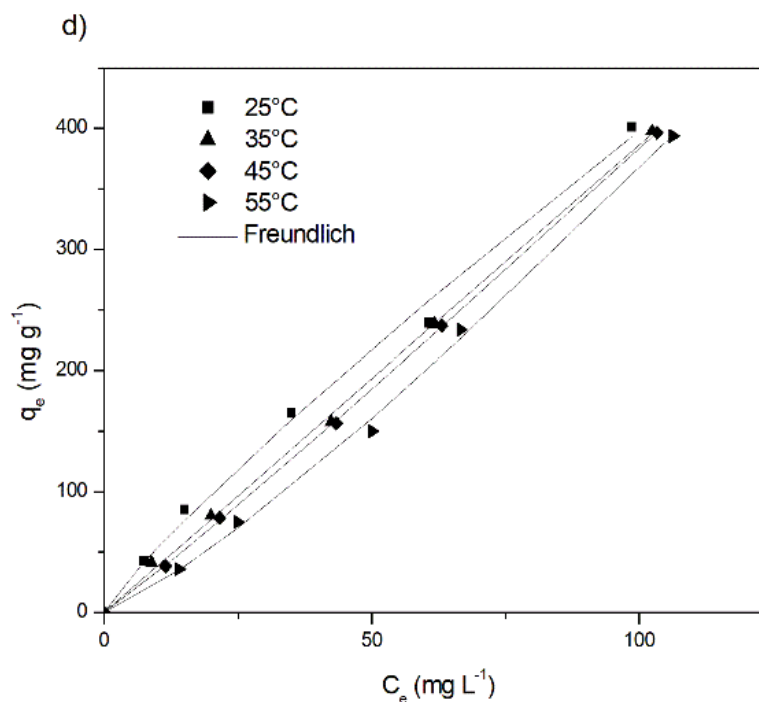 d)
25°C
35°C
45°C
55°C
Freundlich
400
300
200
100
0
qe (mg g-1)
0
50
100
Ce (mg L-1)